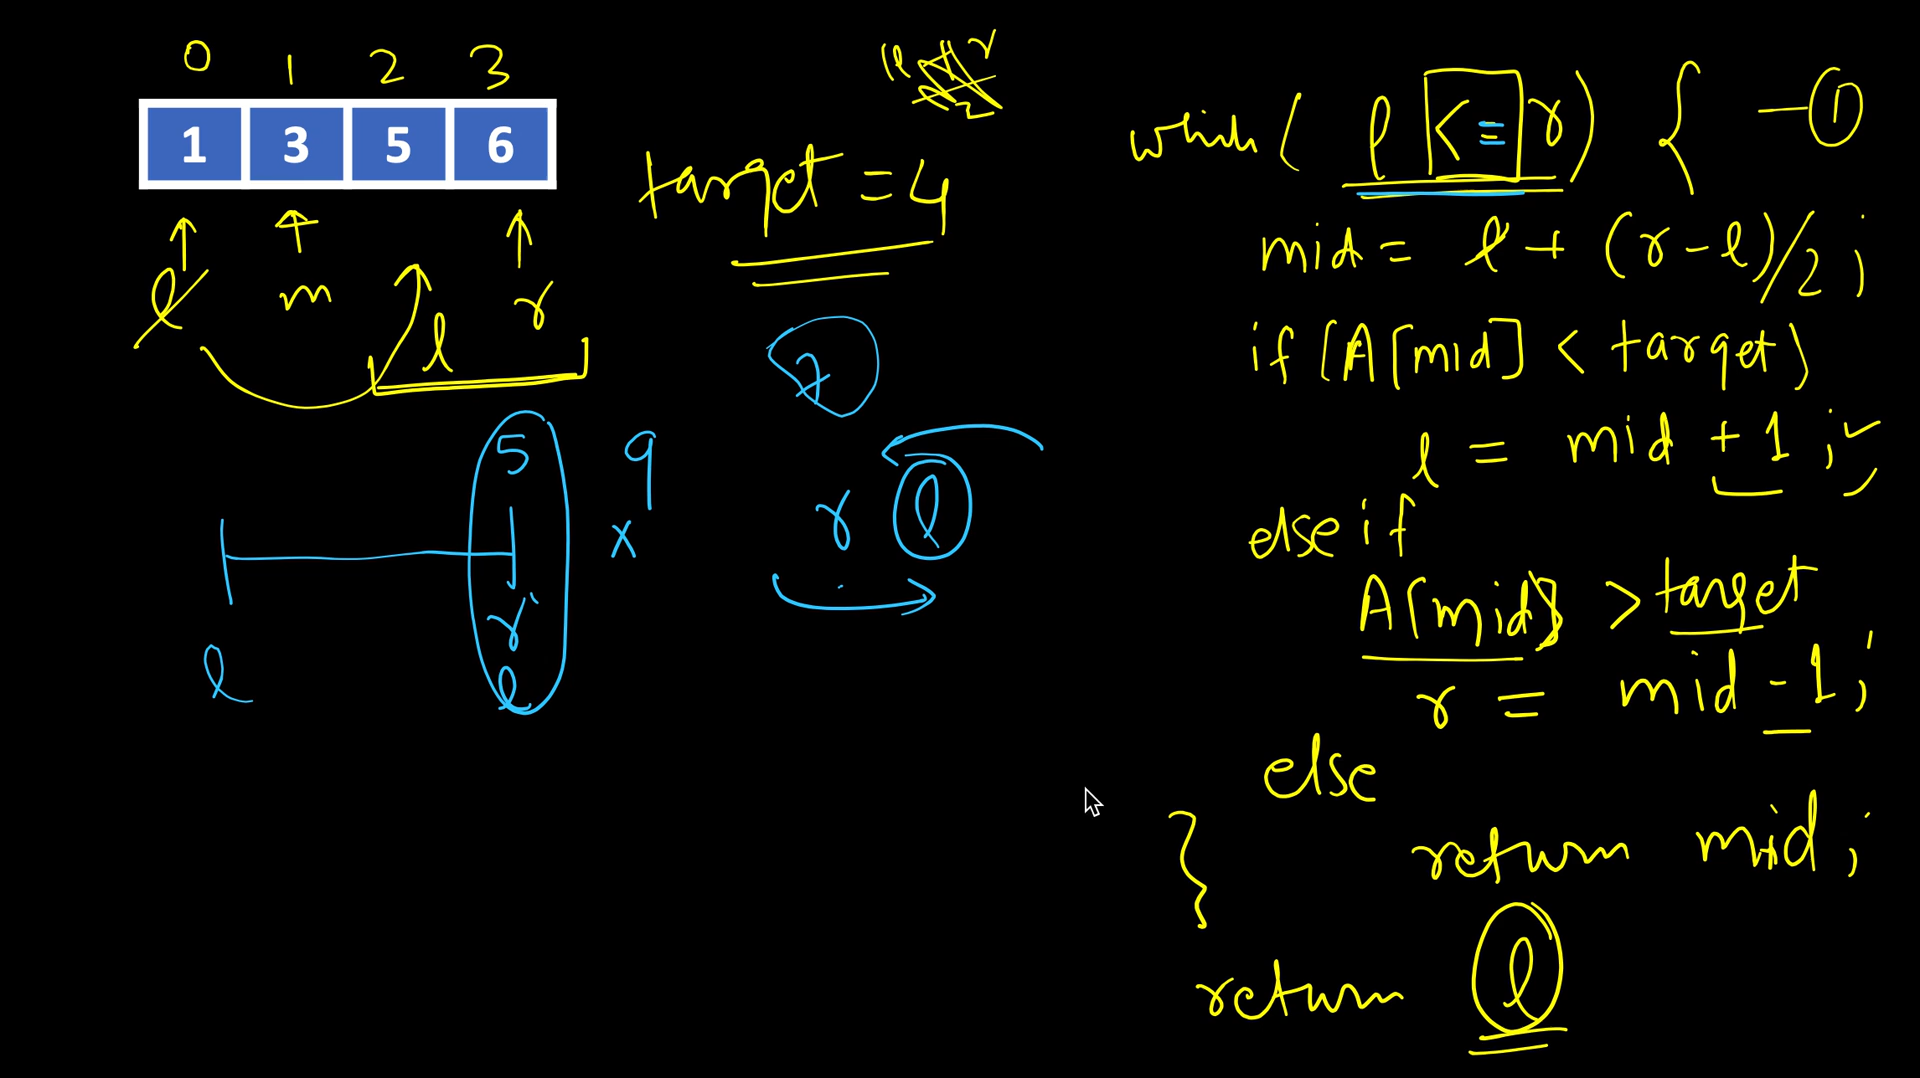 0 1 2 3
1 3 5 6
target = 4
l m l r
7
5 9
x
r l
r
l l
while ( l <= r ) { — 1
mid = l + (r - l)/2 ;
if (A[mid] < target)
l = mid + 1 ;
else if
A[mid] > target
r = mid - 1 ;
else
return mid ;
}
return l